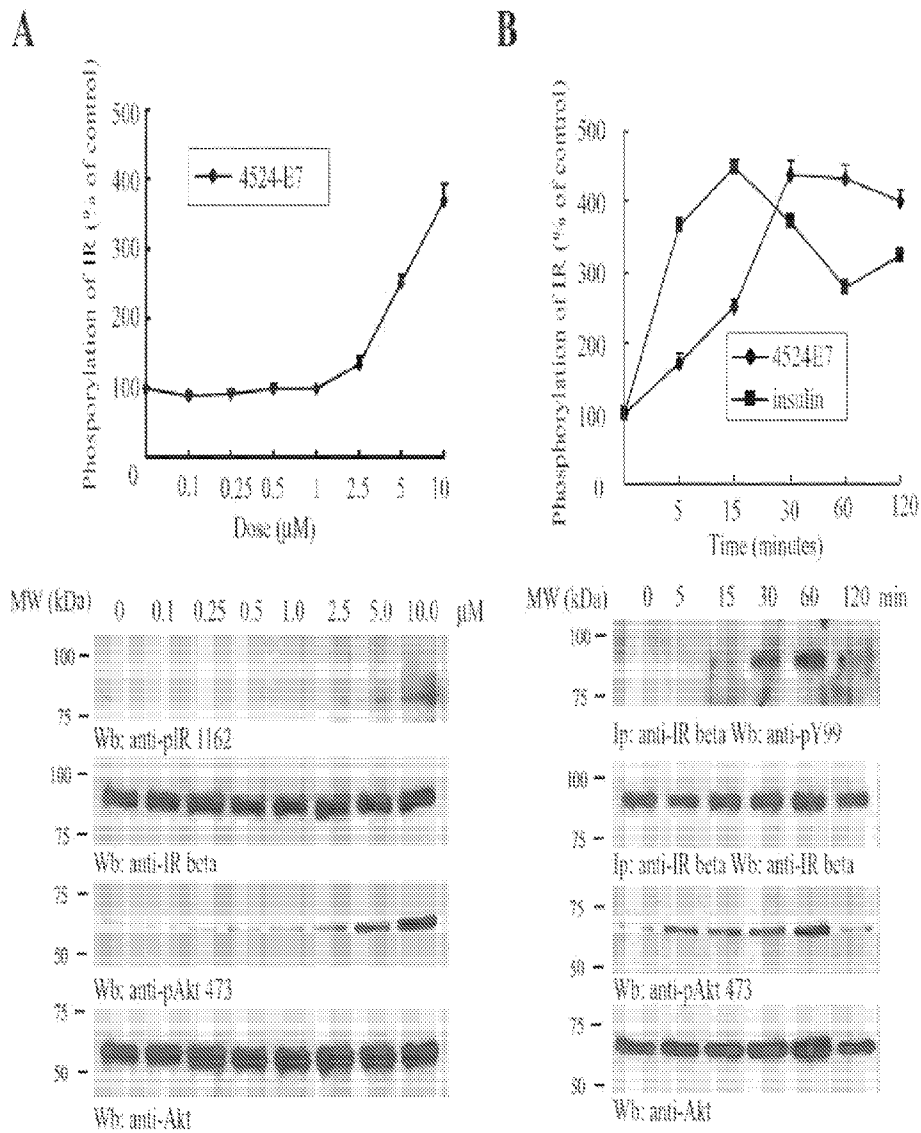 A
Phosporylation of IR (% of control)
500
400
300
200
100
0
4524-E7
0.1 0.25 0.5 1 2.5 5 10
Dose (µM)
B
Phosphorylation of IR (% of control)
500
400
300
200
100
0
4524E7
insulin
5 15 30 60 120
Time (minutes)
MW (kDa) 0 0.1 0.25 0.5 1.0 2.5 5.0 10.0 µM
100
75
Wb: anti-pIR 1162
100
75
Wb: anti-IR beta
75
50
Wb: anti-pAkt 473
75
50
Wb: anti-Akt
MW (kDa) 0 5 15 30 60 120 min
100
75
Ip: anti-IR beta Wb: anti-pY99
100
75
Ip: anti-IR beta Wb: anti-IR beta
75
50
Wb: anti-pAkt 473
75
50
Wb: anti-Akt